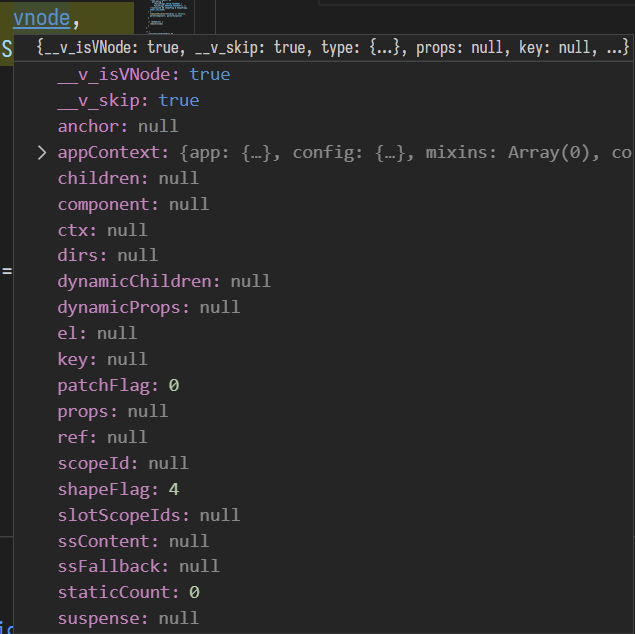 vnode,
S
{__v_isVNode: true, __v_skip: true, type: {...}, props: null, key: null, ...}
__v_isVNode: true
__v_skip: true
anchor: null
appContext: {app: {…}, config: {…}, mixins: Array(0), co
children: null
component: null
ctx: null
dirs: null
dynamicChildren: null
=
dynamicProps: null
el: null
key: null
patchFlag: 0
props: null
ref: null
scopeId: null
shapeFlag: 4
slotScopeIds: null
ssContent: null
ssFallback: null
staticCount: 0
suspense: null